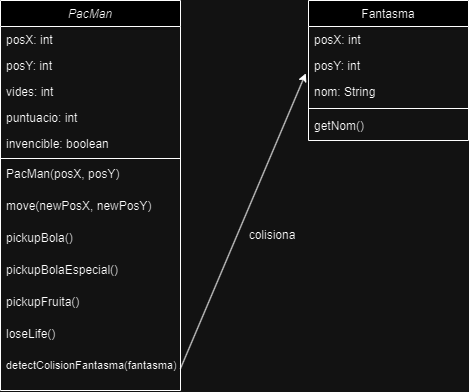 PacMan
posX: int
posY: int
vides: int
puntuacio: int
invencible: boolean
PacMan(posX, posY)
move(newPosX, newPosY)
pickupBola()
pickupBolaEspecial()
pickupFruita()
loseLife()
detectColisionFantasma(fantasma)
colisiona
Fantasma
posX: int
posY: int
nom: String
getNom()